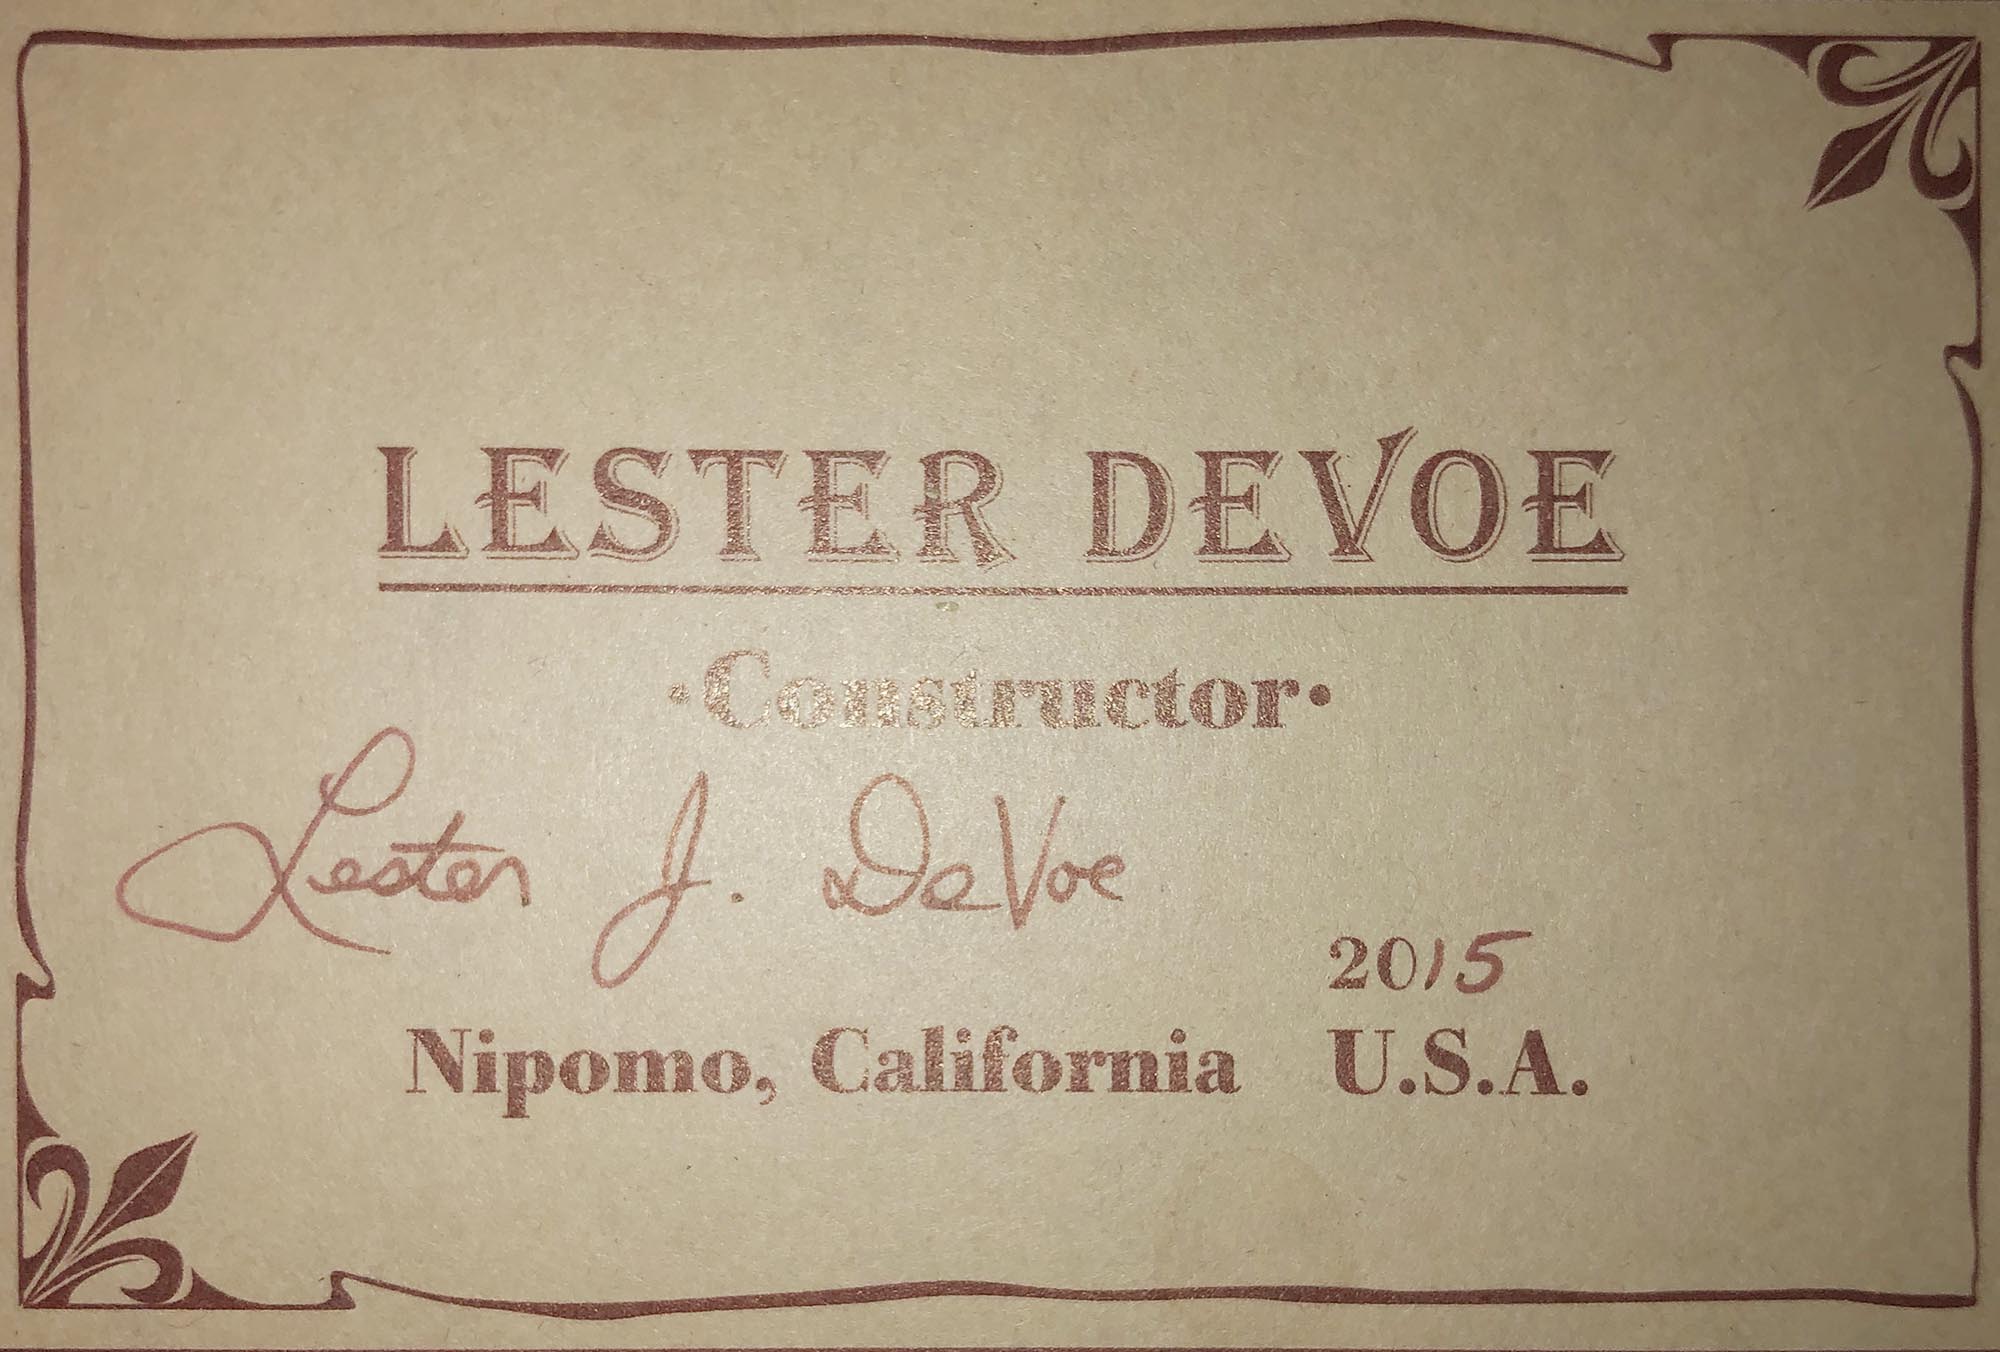 LESTER DEVOE
·Constructor·
Lester J. DeVoe
2015
Nipomo, California U.S.A.